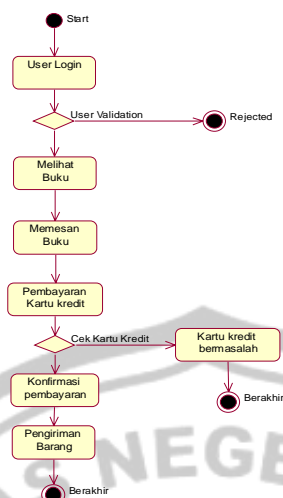 Start
User Login
User Validation
Rejected
Melihat
Buku
Memesan
Buku
Pembayaran
Kartu kredit
Cek Kartu Kredit
Kartu kredit
bermasalah
Konfirmasi
pembayaran
Berakhir
Pengiriman
Barang
Berakhir
S NEGE